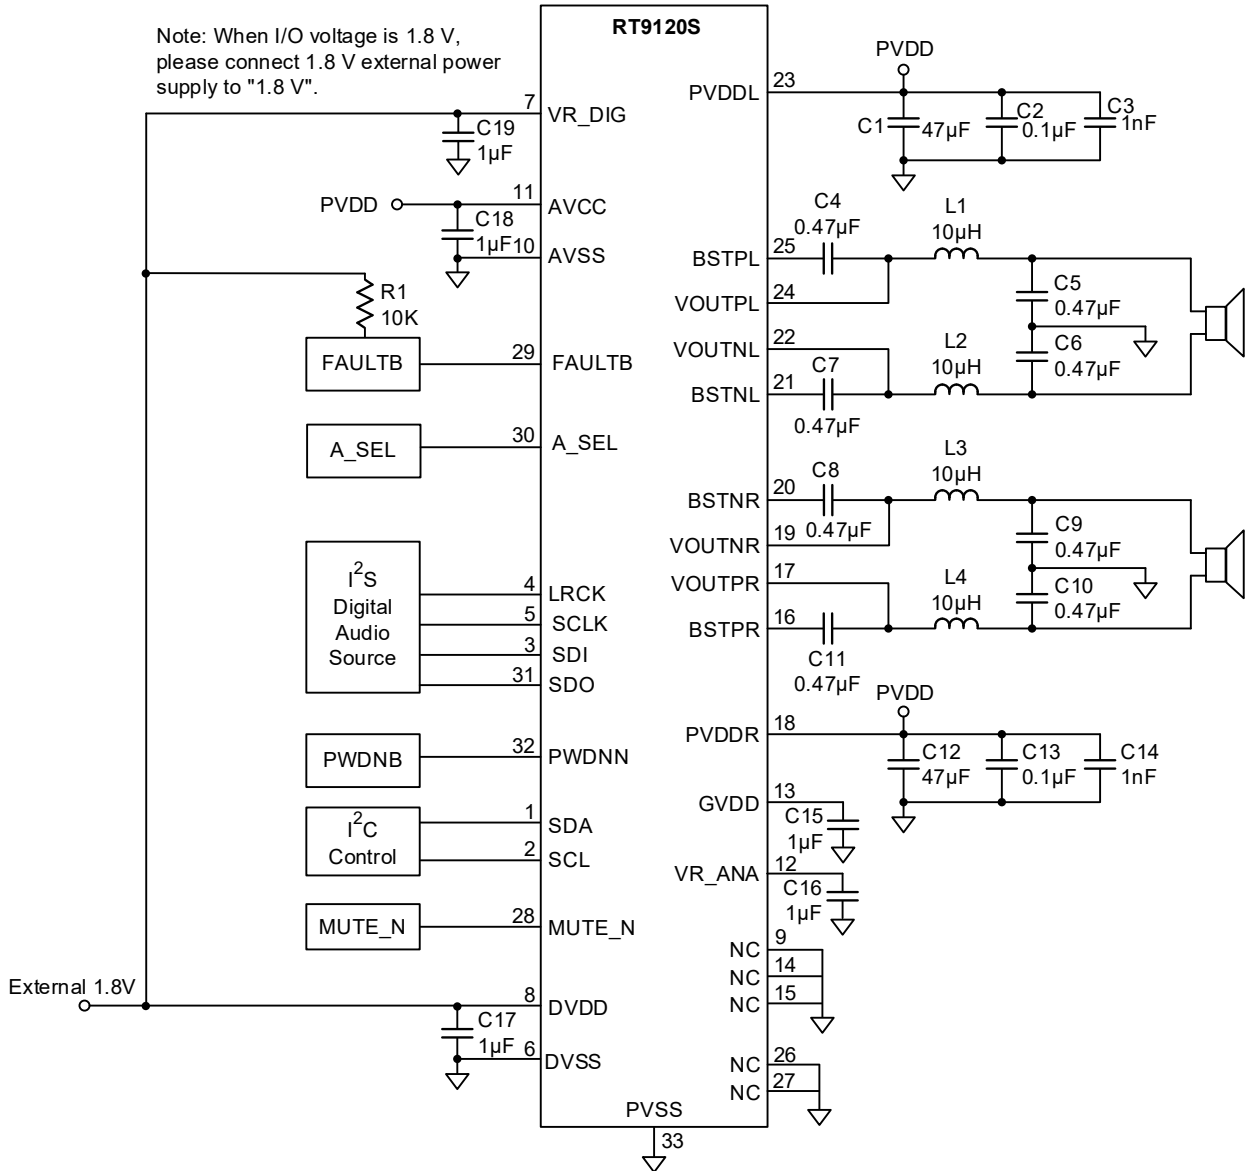 RT9120S
Note: When I/O voltage is 1.8 V,
please connect 1.8 V external power
supply to "1.8 V".
7
VR_DIG
C19
1µF
PVDD
11
AVCC
C18
1µF
10
AVSS
R1
10K
FAULTB
29
FAULTB
A_SEL
30
A_SEL
I2S
Digital
Audio
Source
4
LRCK
5
SCLK
3
SDI
31
SDO
PWDNB
32
PWDNN
I2C
Control
1
SDA
2
SCL
MUTE_N
28
MUTE_N
External 1.8V
8
DVDD
C17
1µF
6
DVSS
PVSS
33
PVDD
PVDDL
23
C1
47µF
C2
0.1µF
C3
1nF
C4
0.47µF
L1
10µH
BSTPL
25
VOUTPL
24
C5
0.47µF
VOUTNL
22
L2
10µH
C6
0.47µF
BSTNL
21
C7
0.47µF
L3
10µH
BSTNR
20
C8
0.47µF
VOUTNR
19
C9
0.47µF
VOUTPR
17
L4
10µH
C10
0.47µF
BSTPR
16
C11
0.47µF
PVDD
PVDDR
18
C12
47µF
C13
0.1µF
C14
1nF
GVDD
13
C15
1µF
VR_ANA
12
C16
1µF
NC
9
NC
14
NC
15
NC
26
NC
27